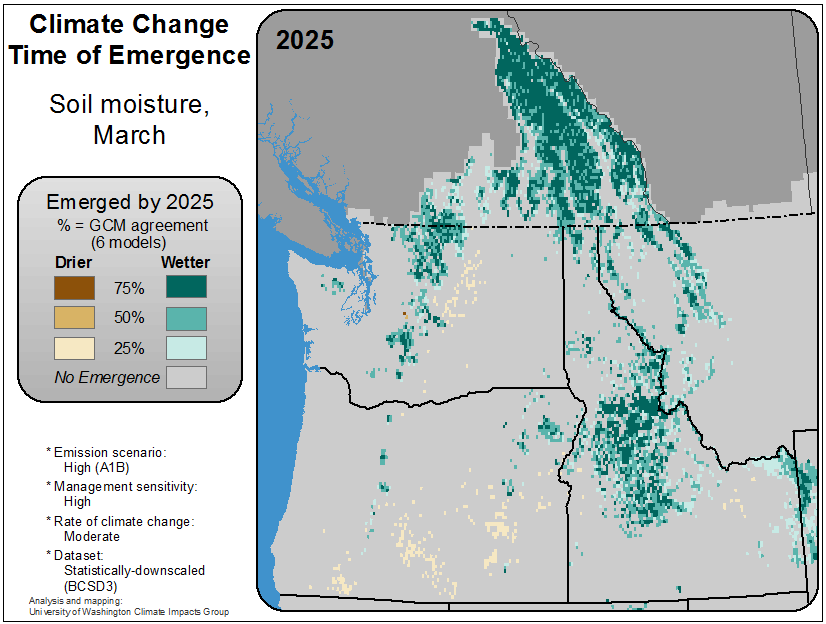 Climate Change
Time of Emergence
Soil moisture,
March
2025
Emerged by 2025
% = GCM agreement
(6 models)
Drier Wetter
75%
50%
25%
No Emergence
* Emission scenario:
High (A1B)
* Management sensitivity:
High
* Rate of climate change:
Moderate
* Dataset:
Statistically-downscaled
(BCSD3)
Analysis and mapping:
University of Washington Climate Impacts Group